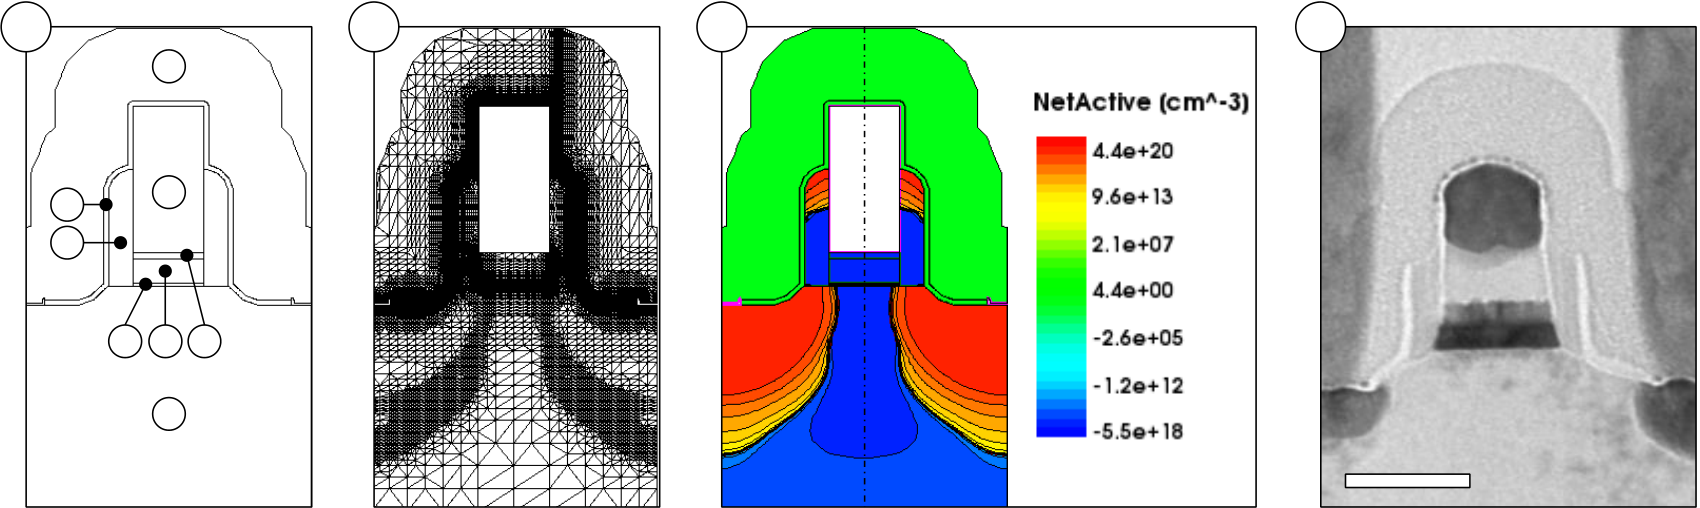 NetActive (cm^-3)
4.4e+20
9.6e+13
2.1e+07
4.4e+00
-2.6e+05
-1.2e+12
-5.5e+18